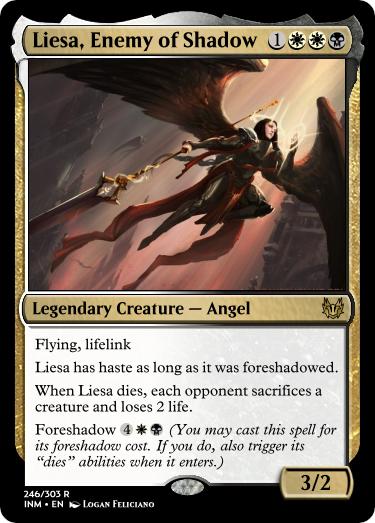 Liesa, Enemy of Shadow 1
Legendary Creature — Angel
Flying, lifelink
Liesa has haste as long as it was foreshadowed.
When Liesa dies, each opponent sacrifices a
creature and loses 2 life.
Foreshadow 4 (You may cast this spell for
its foreshadow cost. If you do, also trigger its
"dies" abilities when it enters.)
3/2
246/303 R
INM • EN Logan Feliciano